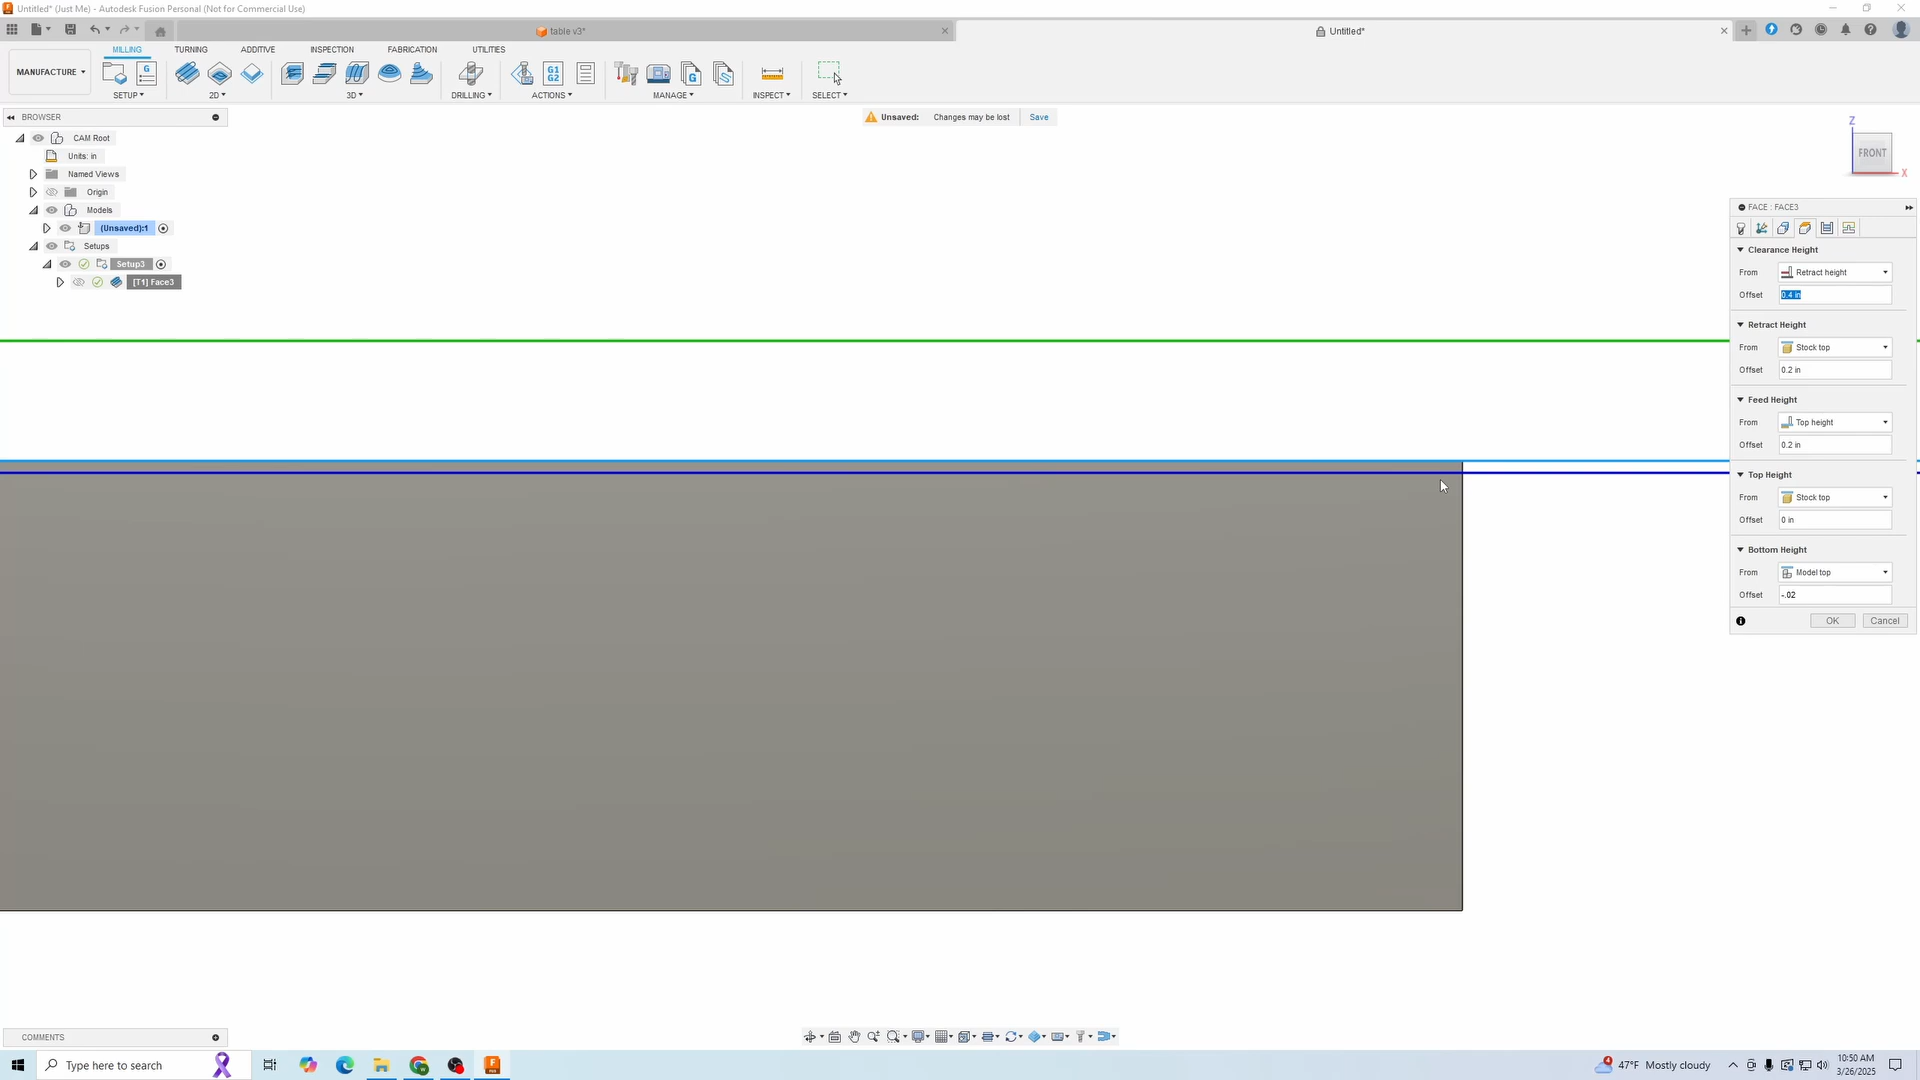 Untitled* (Just Me) - Autodesk Fusion Personal (Not for Commercial Use)
table v3*
Untitled*
MILLING TURNING ADDITIVE INSPECTION FABRICATION UTILITIES
MANUFACTURE
G1
G2
SETUP 2D 3D DRILLING ACTIONS MANAGE INSPECT SELECT
BROWSER
Unsaved: Changes may be lost Save
CAM Root
Units: in
Named Views
Origin
Models
(Unsaved):1
Setups
Setup3
[T1] Face3
Z
FRONT
X
FACE : FACE3
Clearance Height
From Retract height
Offset 0.4 in
Retract Height
From Stock top
Offset 0.2 in
Feed Height
From Top height
Offset 0.2 in
Top Height
From Stock top
Offset 0 in
Bottom Height
From Model top
Offset -.02
OK Cancel
COMMENTS
Type here to search
4
47°F Mostly cloudy
10:50 AM
3/26/2025